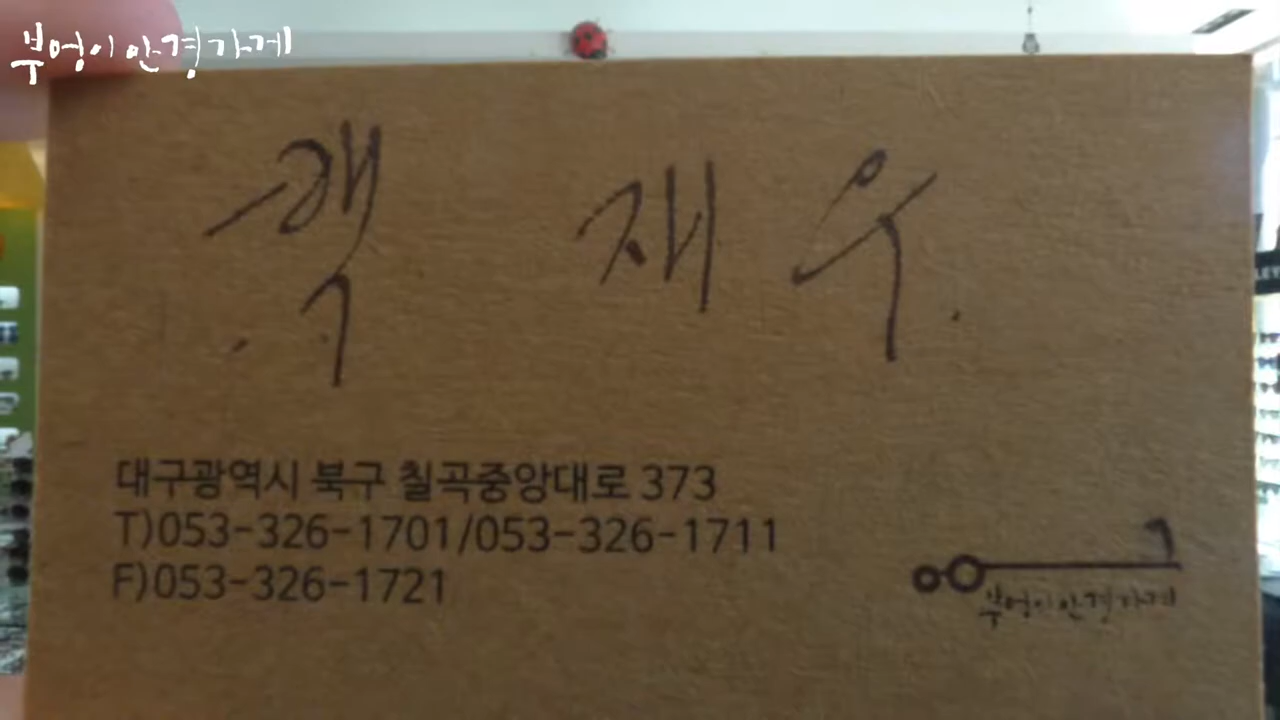 부엉이안경가게
재우
대구광역시 북구 칠곡중앙대로 373
T)053-326-1701/053-326-1711
F)053-326-1721
부엉이안경가게